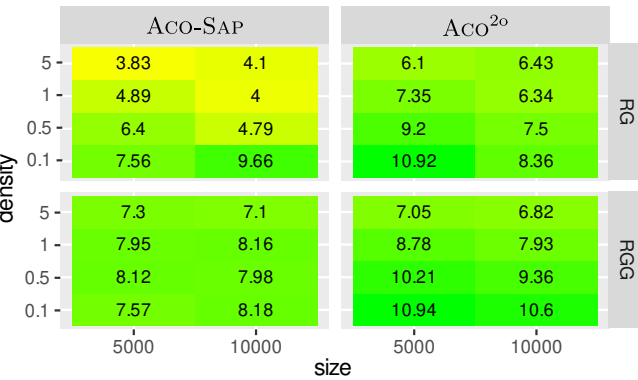 Aco-Sap Aco²ᵒ
5 3.83 4.1 6.1 6.43
1 4.89 4 7.35 6.34
0.5 6.4 4.79 9.2 7.5
0.1 7.56 9.66 10.92 8.36
RG
density
5 7.3 7.1 7.05 6.82
1 7.95 8.16 8.78 7.93
0.5 8.12 7.98 10.21 9.36
0.1 7.57 8.18 10.94 10.6
RGG
5000 10000 5000 10000
size